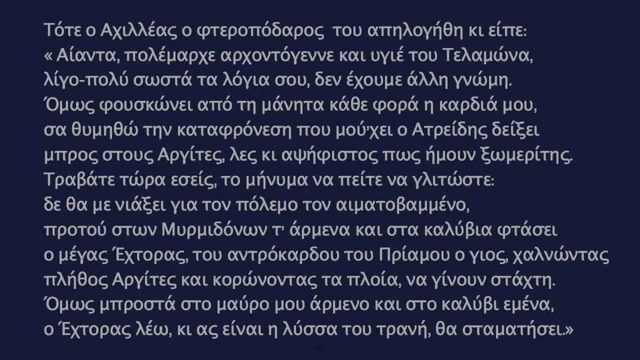 Τότε ο Αχιλλέας ο φτεροπόδαρος του απηλογήθη κι είπε:
« Αίαντα, πολέμαρχε αρχοντόγεννε και υγιέ του Τελαμώνα,
λίγο-πολύ σωστά τα λόγια σου, δεν έχουμε άλλη γνώμη.
Όμως φουσκώνει από τη μάνητα κάθε φορά η καρδιά μου,
σα θυμηθώ την καταφρόνεση που μού'χει ο Ατρείδης δείξει
μπρος στους Αργίτες, λες κι αψήφιστος πως ήμουν ξωμερίτης.
Τραβάτε τώρα εσείς, το μήνυμα να πείτε να γλιτώστε:
δε θα με νιάξει για τον πόλεμο τον αιματοβαμμένο,
προτού στων Μυρμιδόνων τ' άρμενα και στα καλύβια φτάσει
ο μέγας Έχτορας, του αντρόκαρδου του Πρίαμου ο γιος, χαλνώντας
πλήθος Αργίτες και κορώνοντας τα πλοία, να γίνουν στάχτη.
Όμως μπροστά στο μαύρο μου άρμενο και στο καλύβι εμένα,
ο Έχτορας λέω, κι ας είναι η λύσσα του τρανή, θα σταματήσει.»